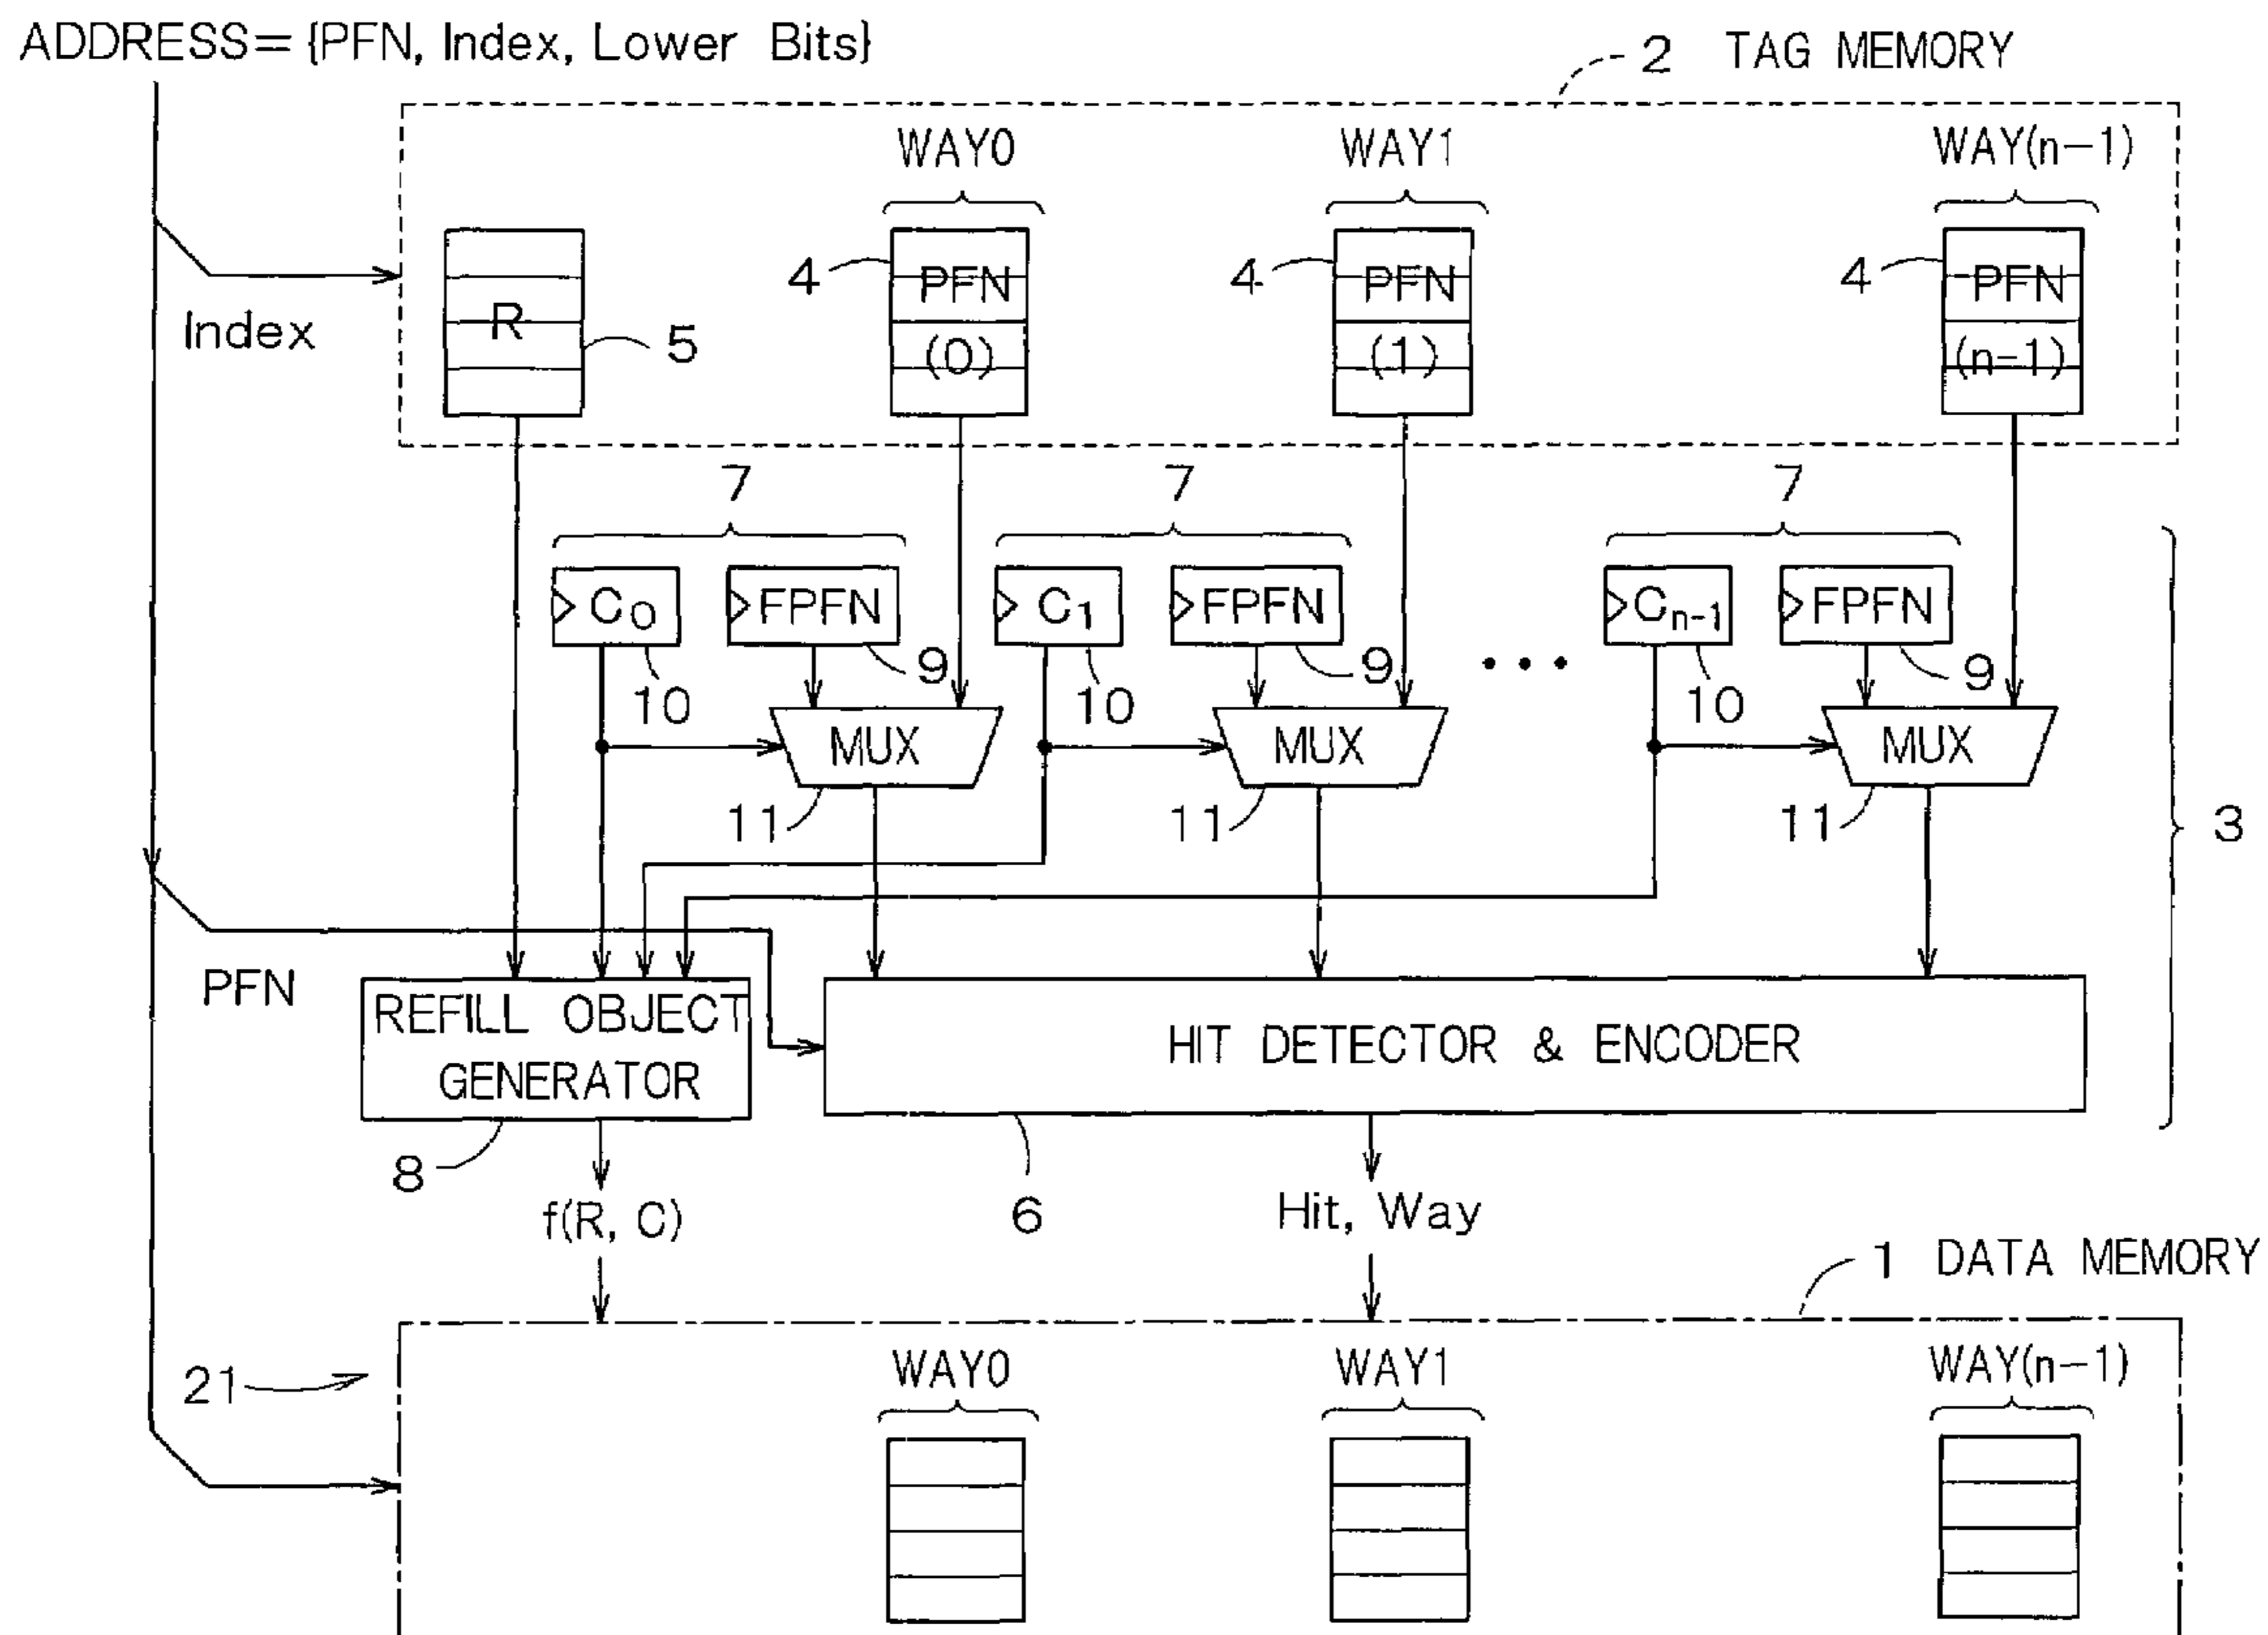 ADDRESS= {PFN, Index, Lower Bits}
2 TAG MEMORY
WAY0 WAY1 WAY(n-1)
4 PFN 4 PFN 4 PFN
R
Index
5 (0) (1) (n-1)
7 7 7
C0 FPFN C1 FPFN Cn-1 FPFN
10 9 10 9 ••• 10 9
MUX MUX MUX
11 11 11 3
PFN
REFILL OBJECT
GENERATOR
HIT DETECTOR & ENCODER
8 6
f(R, C) Hit, Way
1 DATA MEMORY
21 WAY0 WAY1 WAY(n-1)